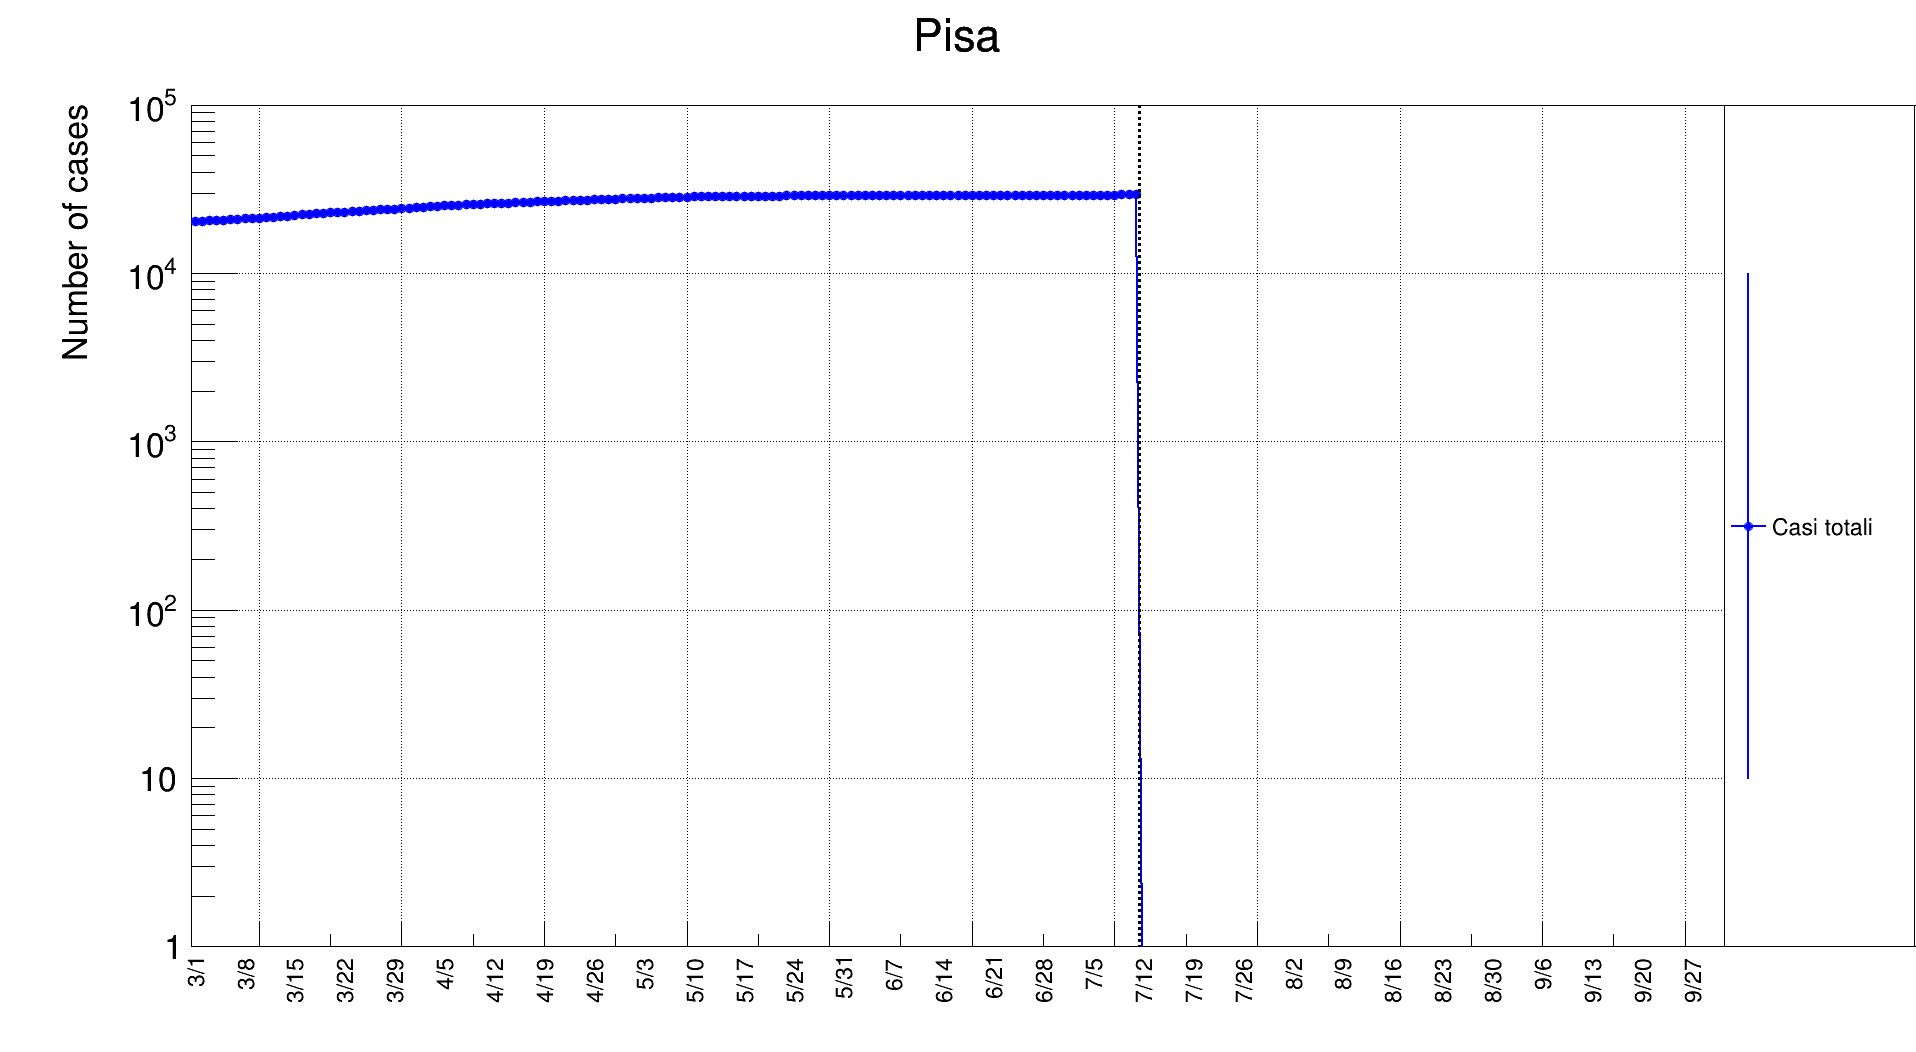 Pisa
Number of cases
10^5
10^4
10^3
10^2
10
1
3/1 3/8 3/15 3/22 3/29 4/5 4/12 4/19 4/26 5/3 5/10 5/17 5/24 5/31 6/7 6/14 6/21 6/28 7/5 7/12 7/19 7/26 8/2 8/9 8/16 8/23 8/30 9/6 9/13 9/20 9/27
Casi totali